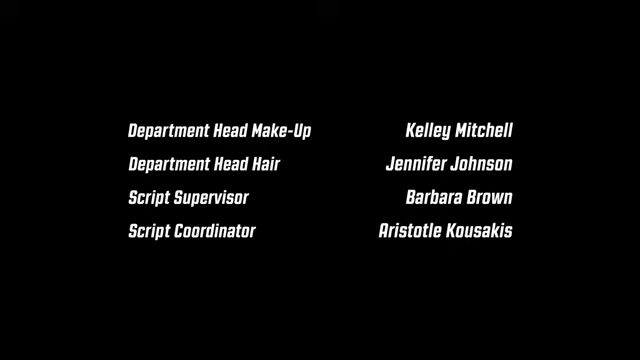 Department Head Make-Up Kelley Mitchell
Department Head Hair Jennifer Johnson
Script Supervisor Barbara Brown
Script Coordinator Aristotle Kousakis